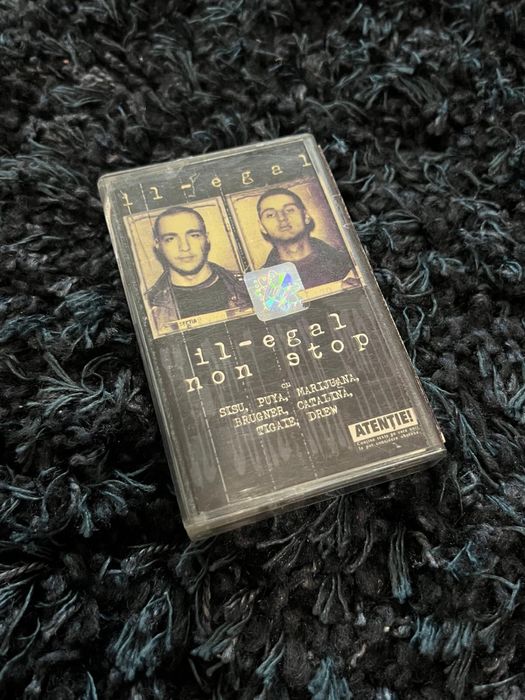 il-egal
il-egal
non stop
cu
SISU, PUYA, MARIJUANA,
BRUGNER, CATALINA,
TIGAIE, DREW
ATENTIE!